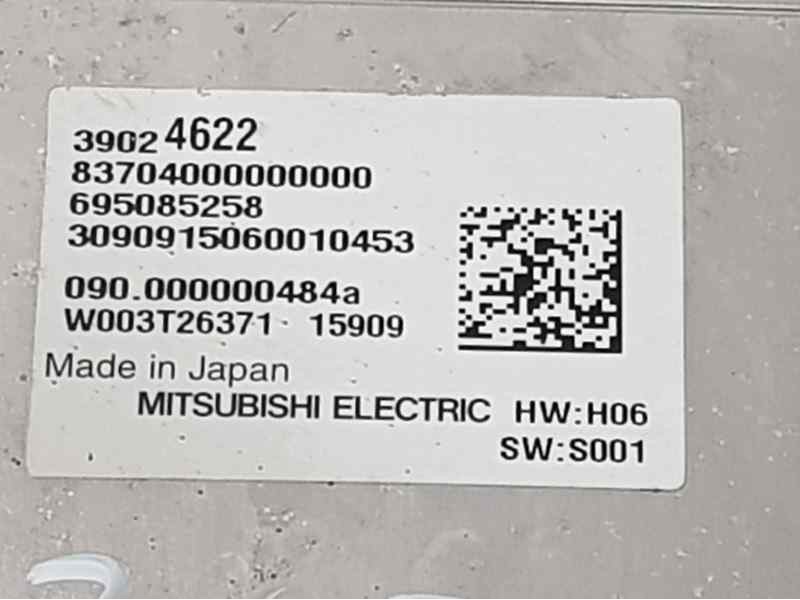 39024622
83704000000000
695085258
3090915060010453
090.000000484a
W003T26371 15909
Made in Japan
MITSUBISHI ELECTRIC HW:H06
SW:S001